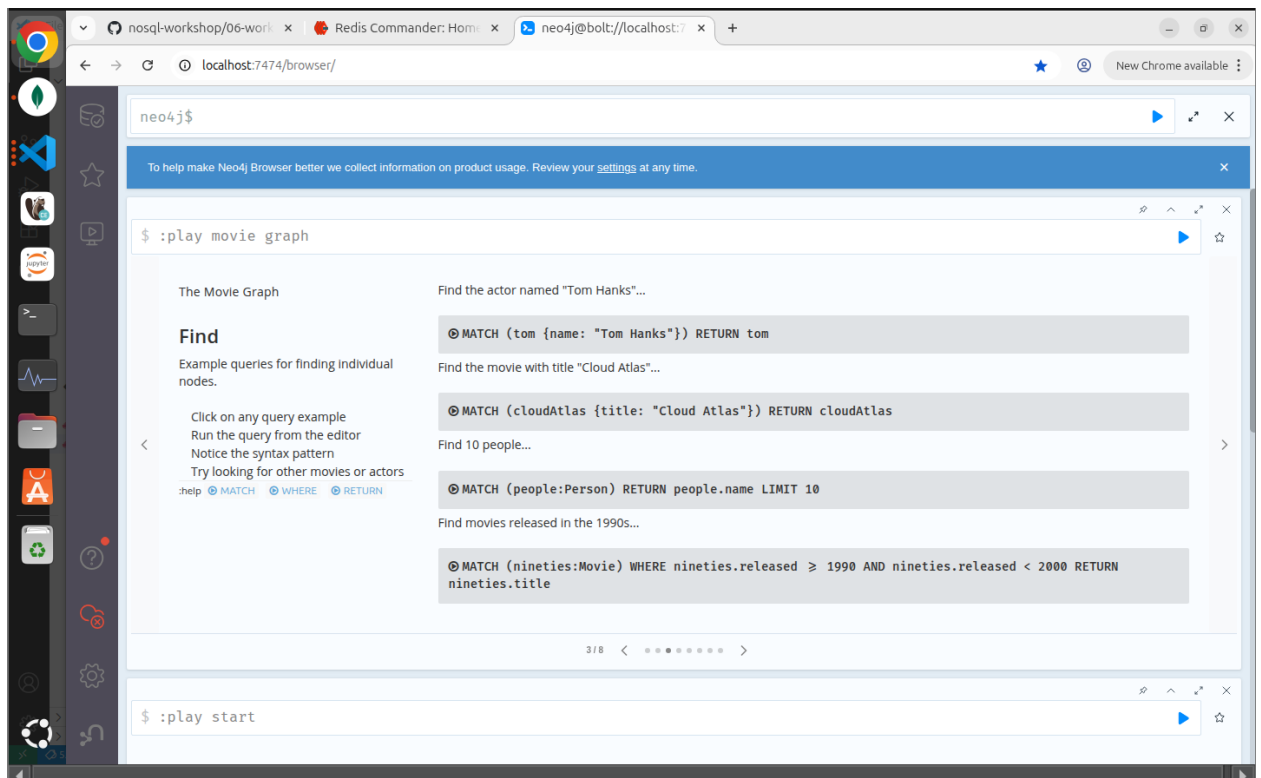 nosql-workshop/06-work
Redis Commander: Home
neo4j@bolt://localhost:7
localhost:7474/browser/
New Chrome available
neo4j$
To help make Neo4j Browser better we collect information on product usage. Review your settings at any time.
$ :play movie graph
The Movie Graph
Find
Example queries for finding individual
nodes.
Click on any query example
Run the query from the editor
Notice the syntax pattern
Try looking for other movies or actors
:help MATCH WHERE RETURN
Find the actor named "Tom Hanks"...
MATCH (tom {name: "Tom Hanks"}) RETURN tom
Find the movie with title "Cloud Atlas"...
MATCH (cloudAtlas {title: "Cloud Atlas"}) RETURN cloudAtlas
Find 10 people...
MATCH (people:Person) RETURN people.name LIMIT 10
Find movies released in the 1990s...
MATCH (nineties:Movie) WHERE nineties.released ⩾ 1990 AND nineties.released < 2000 RETURN
nineties.title
3/8
$ :play start
jupyter